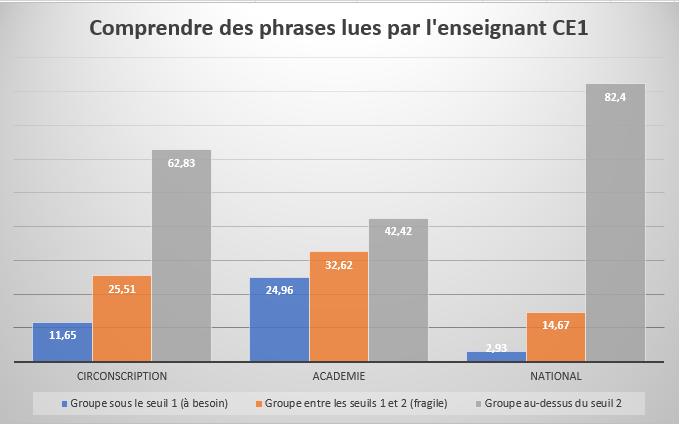 Comprendre des phrases lues par l'enseignant CE1
11,65
25,51
62,83
24,96
32,62
42,42
2,93
14,67
82,4
CIRCONSCRIPTION
ACADEMIE
NATIONAL
Groupe sous le seuil 1 (à besoin)
Groupe entre les seuils 1 et 2 (fragile)
Groupe au-dessus du seuil 2